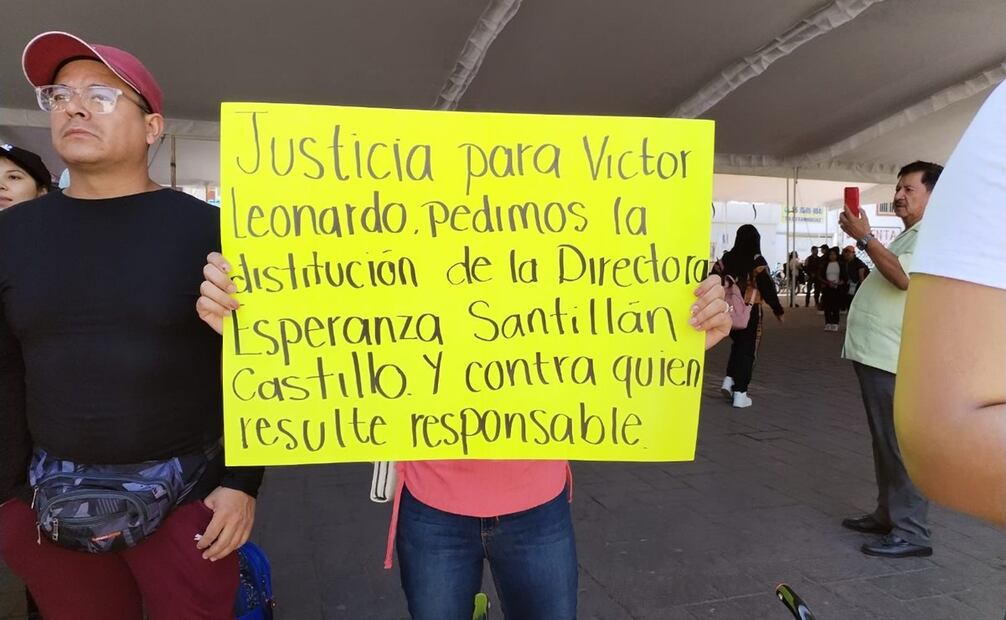 Justicia para Victor
Leonardo, pedimos la
distitución de la Directora
Esperanza Santillán
Castillo. Y contra quien
resulte responsable.